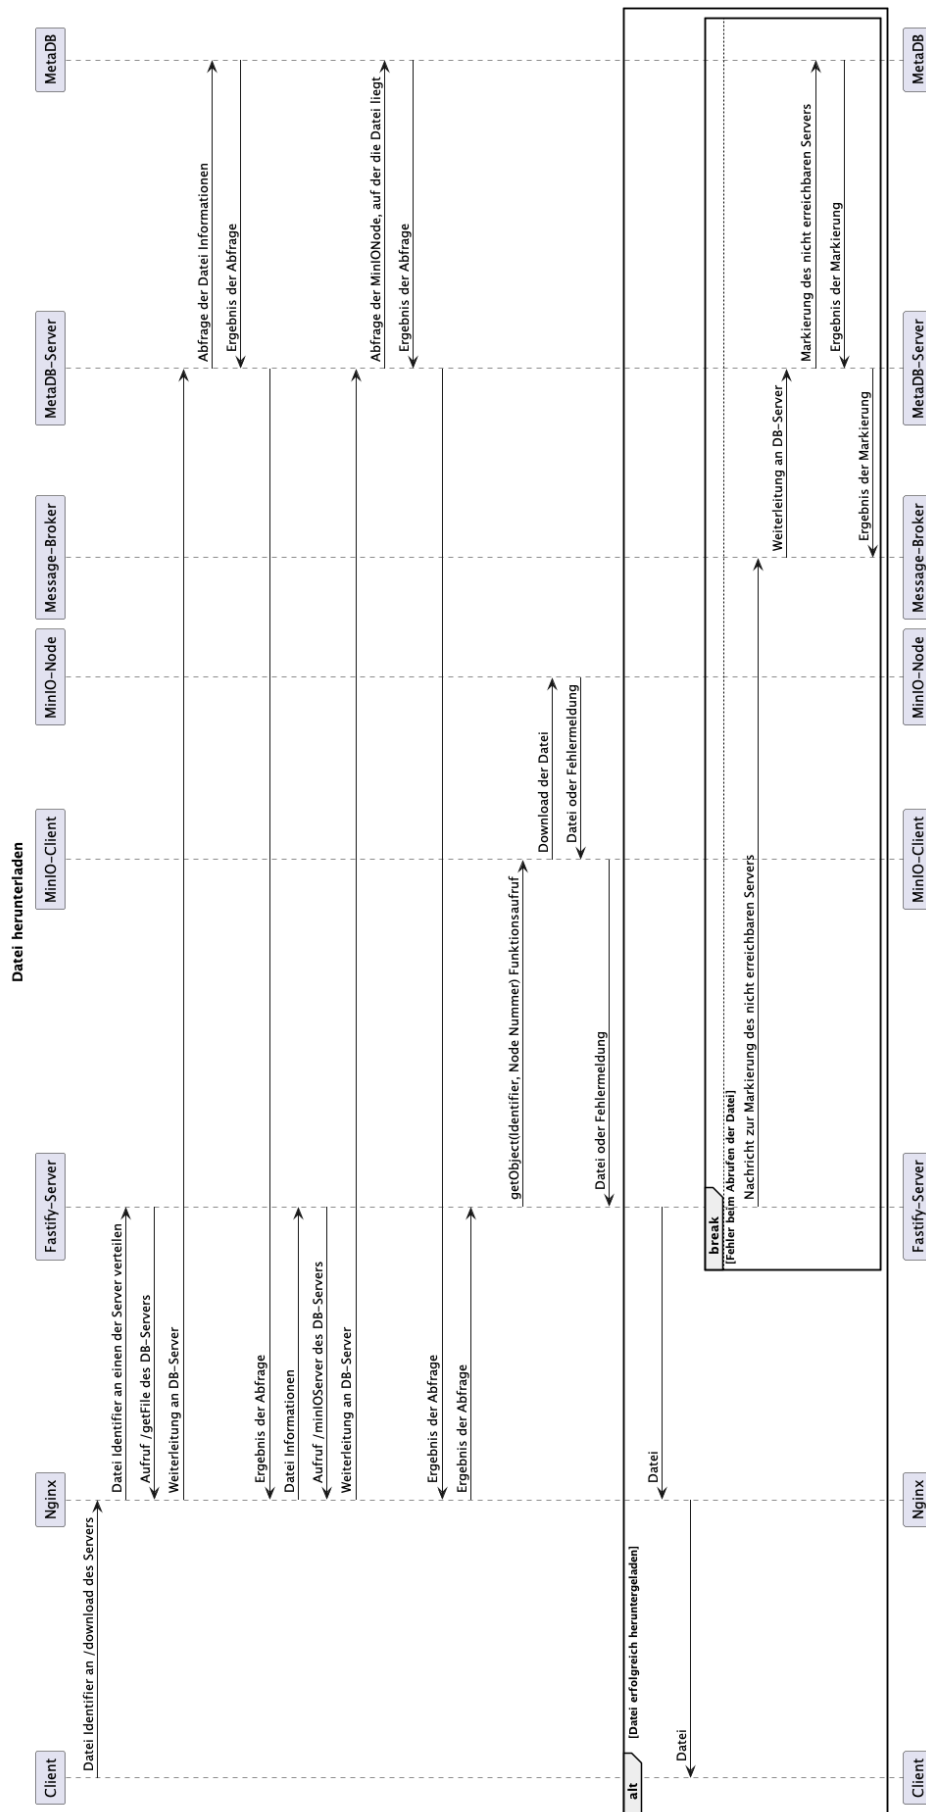 Datei herunterladen
Client
Nginx
Fastify-Server
MinIO-Client
MinIO-Node
Message-Broker
MetaDB-Server
MetaDB
Datei Identifier an /download des Servers
Datei Identifier an einen der Server verteilen
Aufruf /getFile des DB-Servers
Weiterleitung an DB-Server
Abfrage der Datei Informationen
Ergebnis der Abfrage
Ergebnis der Abfrage
Datei Informationen
Aufruf /minIOServer des DB-Servers
Weiterleitung an DB-Server
Abfrage der MinIONode, auf der die Datei liegt
Ergebnis der Abfrage
Ergebnis der Abfrage
Ergebnis der Abfrage
getObject(Identifier, Node Nummer) Funktionsaufruf
Download der Datei
Datei oder Fehlermeldung
Datei oder Fehlermeldung
alt
[Datei erfolgreich heruntergeladen]
Datei
Datei
break
[Fehler beim Abrufen der Datei]
Nachricht zur Markierung des nicht erreichbaren Servers
Weiterleitung an DB-Server
Markierung des nicht erreichbaren Servers
Ergebnis der Markierung
Ergebnis der Markierung
Client
Nginx
Fastify-Server
MinIO-Client
MinIO-Node
Message-Broker
MetaDB-Server
MetaDB